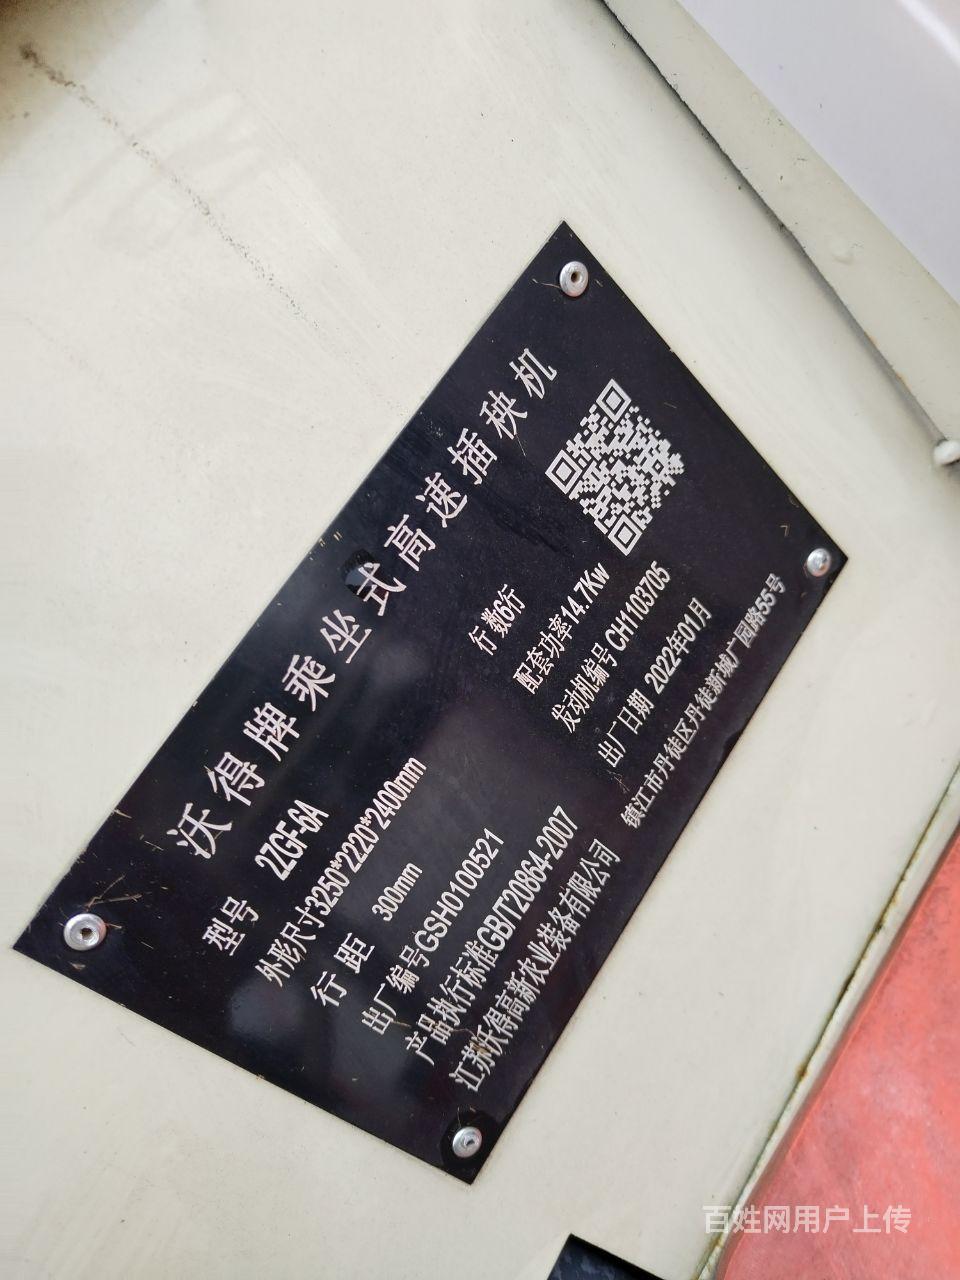 沃得牌乘坐式高速插秧机
型号 2ZGF-6A 行数6行
外形尺寸3250*2220*2400mm 配套功率14.7Kw
行距 300mm 发动机编号CH1103705
出厂编号GSH0100521 出厂日期 2022年01月
产品执行标准GB/T20864-2007
江苏沃得高新农业装备有限公司 镇江市丹徒区丹徒新城广园路55号
百姓网用户上传